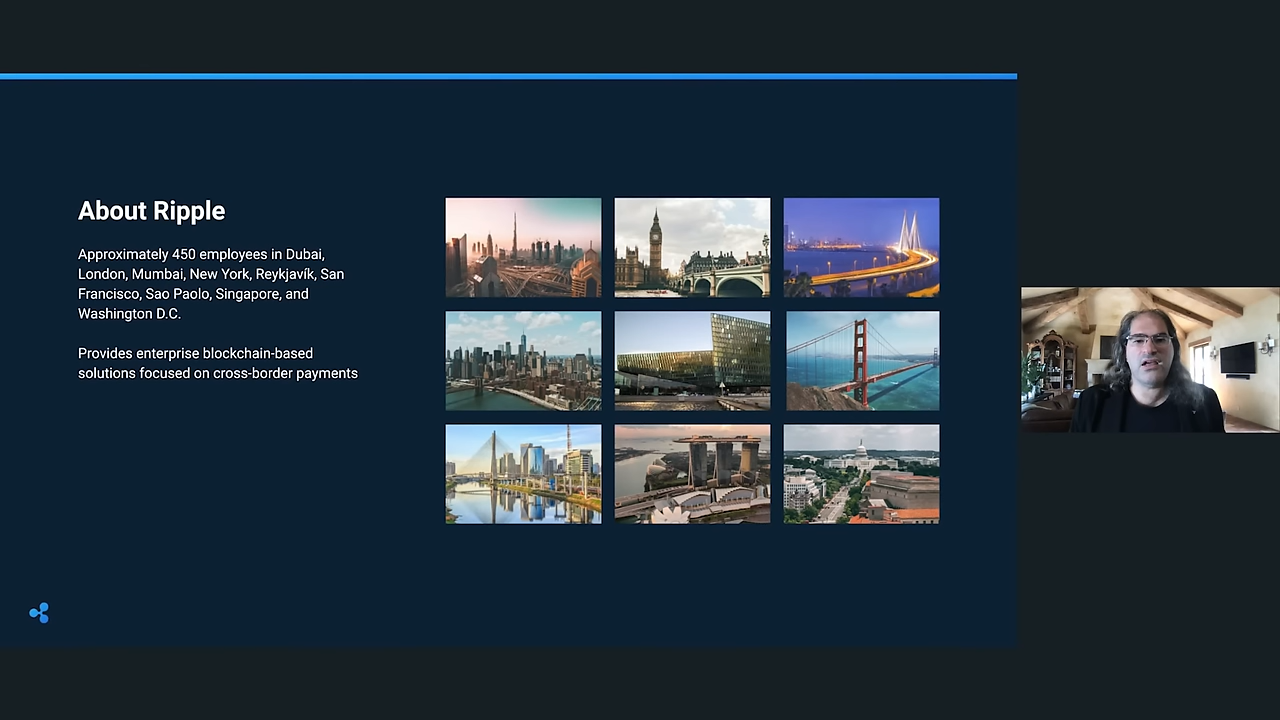 About Ripple
Approximately 450 employees in Dubai,
London, Mumbai, New York, Reykjavík, San
Francisco, Sao Paolo, Singapore, and
Washington D.C.
Provides enterprise blockchain-based
solutions focused on cross-border payments